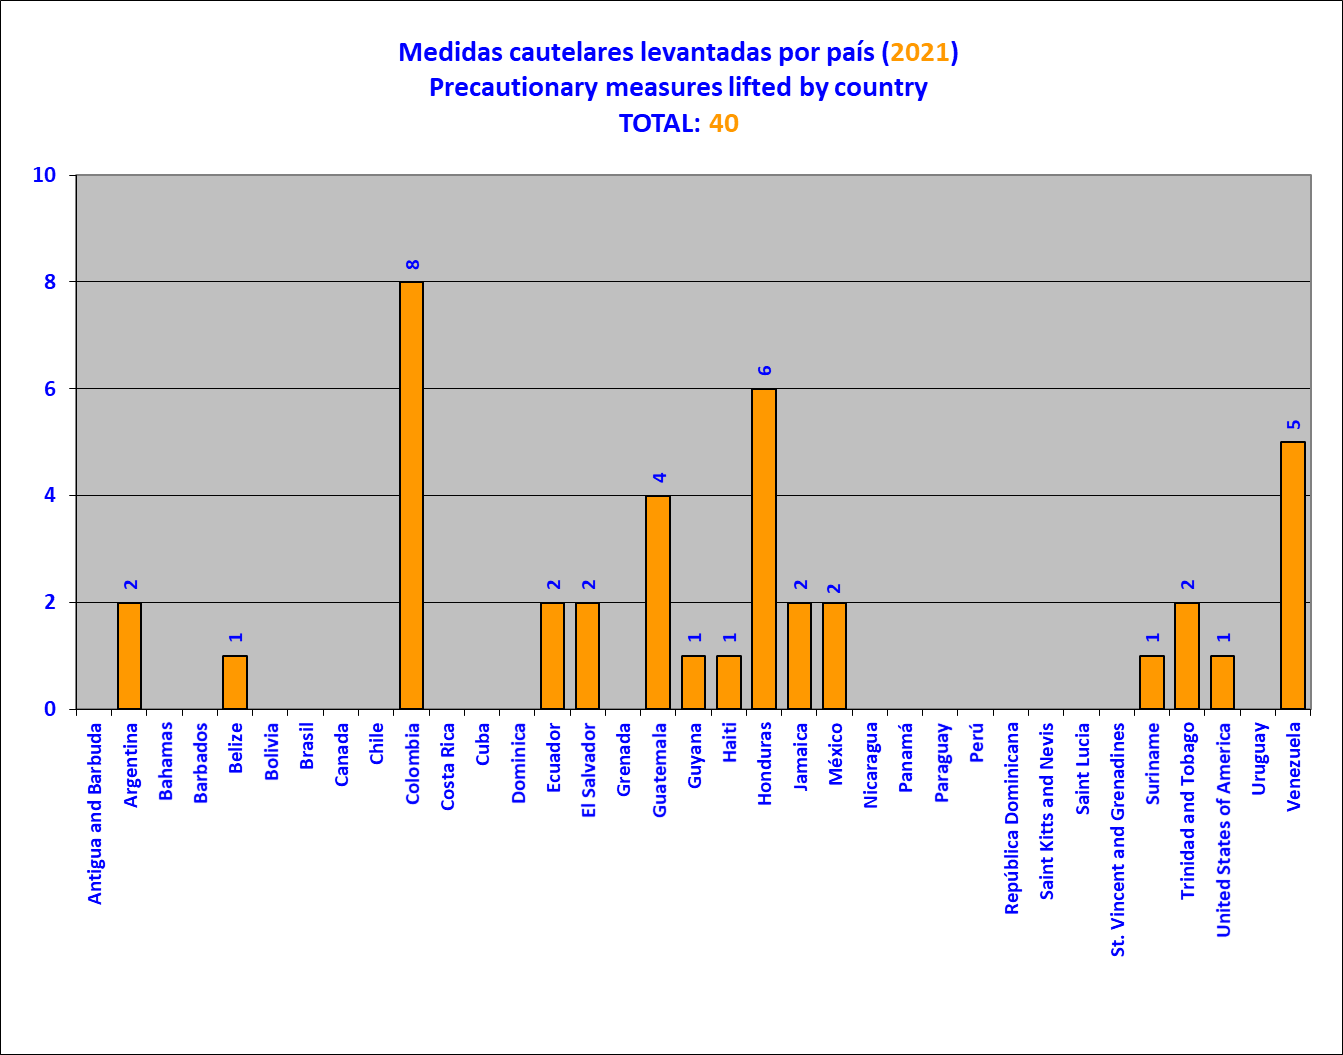 Medidas cautelares levantadas por país (2021)
Precautionary measures lifted by country
TOTAL: 40
10
8
6
4
2
0
2
1
8
2
2
4
1
1
6
2
2
1
2
1
5
Antigua and Barbuda
Argentina
Bahamas
Barbados
Belize
Bolivia
Brasil
Canada
Chile
Colombia
Costa Rica
Cuba
Dominica
Ecuador
El Salvador
Grenada
Guatemala
Guyana
Haiti
Honduras
Jamaica
México
Nicaragua
Panamá
Paraguay
Perú
República Dominicana
Saint Kitts and Nevis
Saint Lucia
St. Vincent and Grenadines
Suriname
Trinidad and Tobago
United States of America
Uruguay
Venezuela